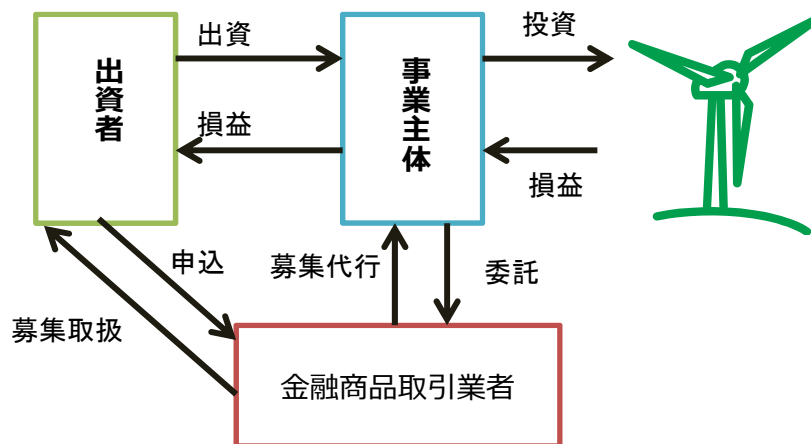 出資者
出資
損益
事業主体
投資
損益
申込
募集取扱
募集代行
委託
金融商品取引業者